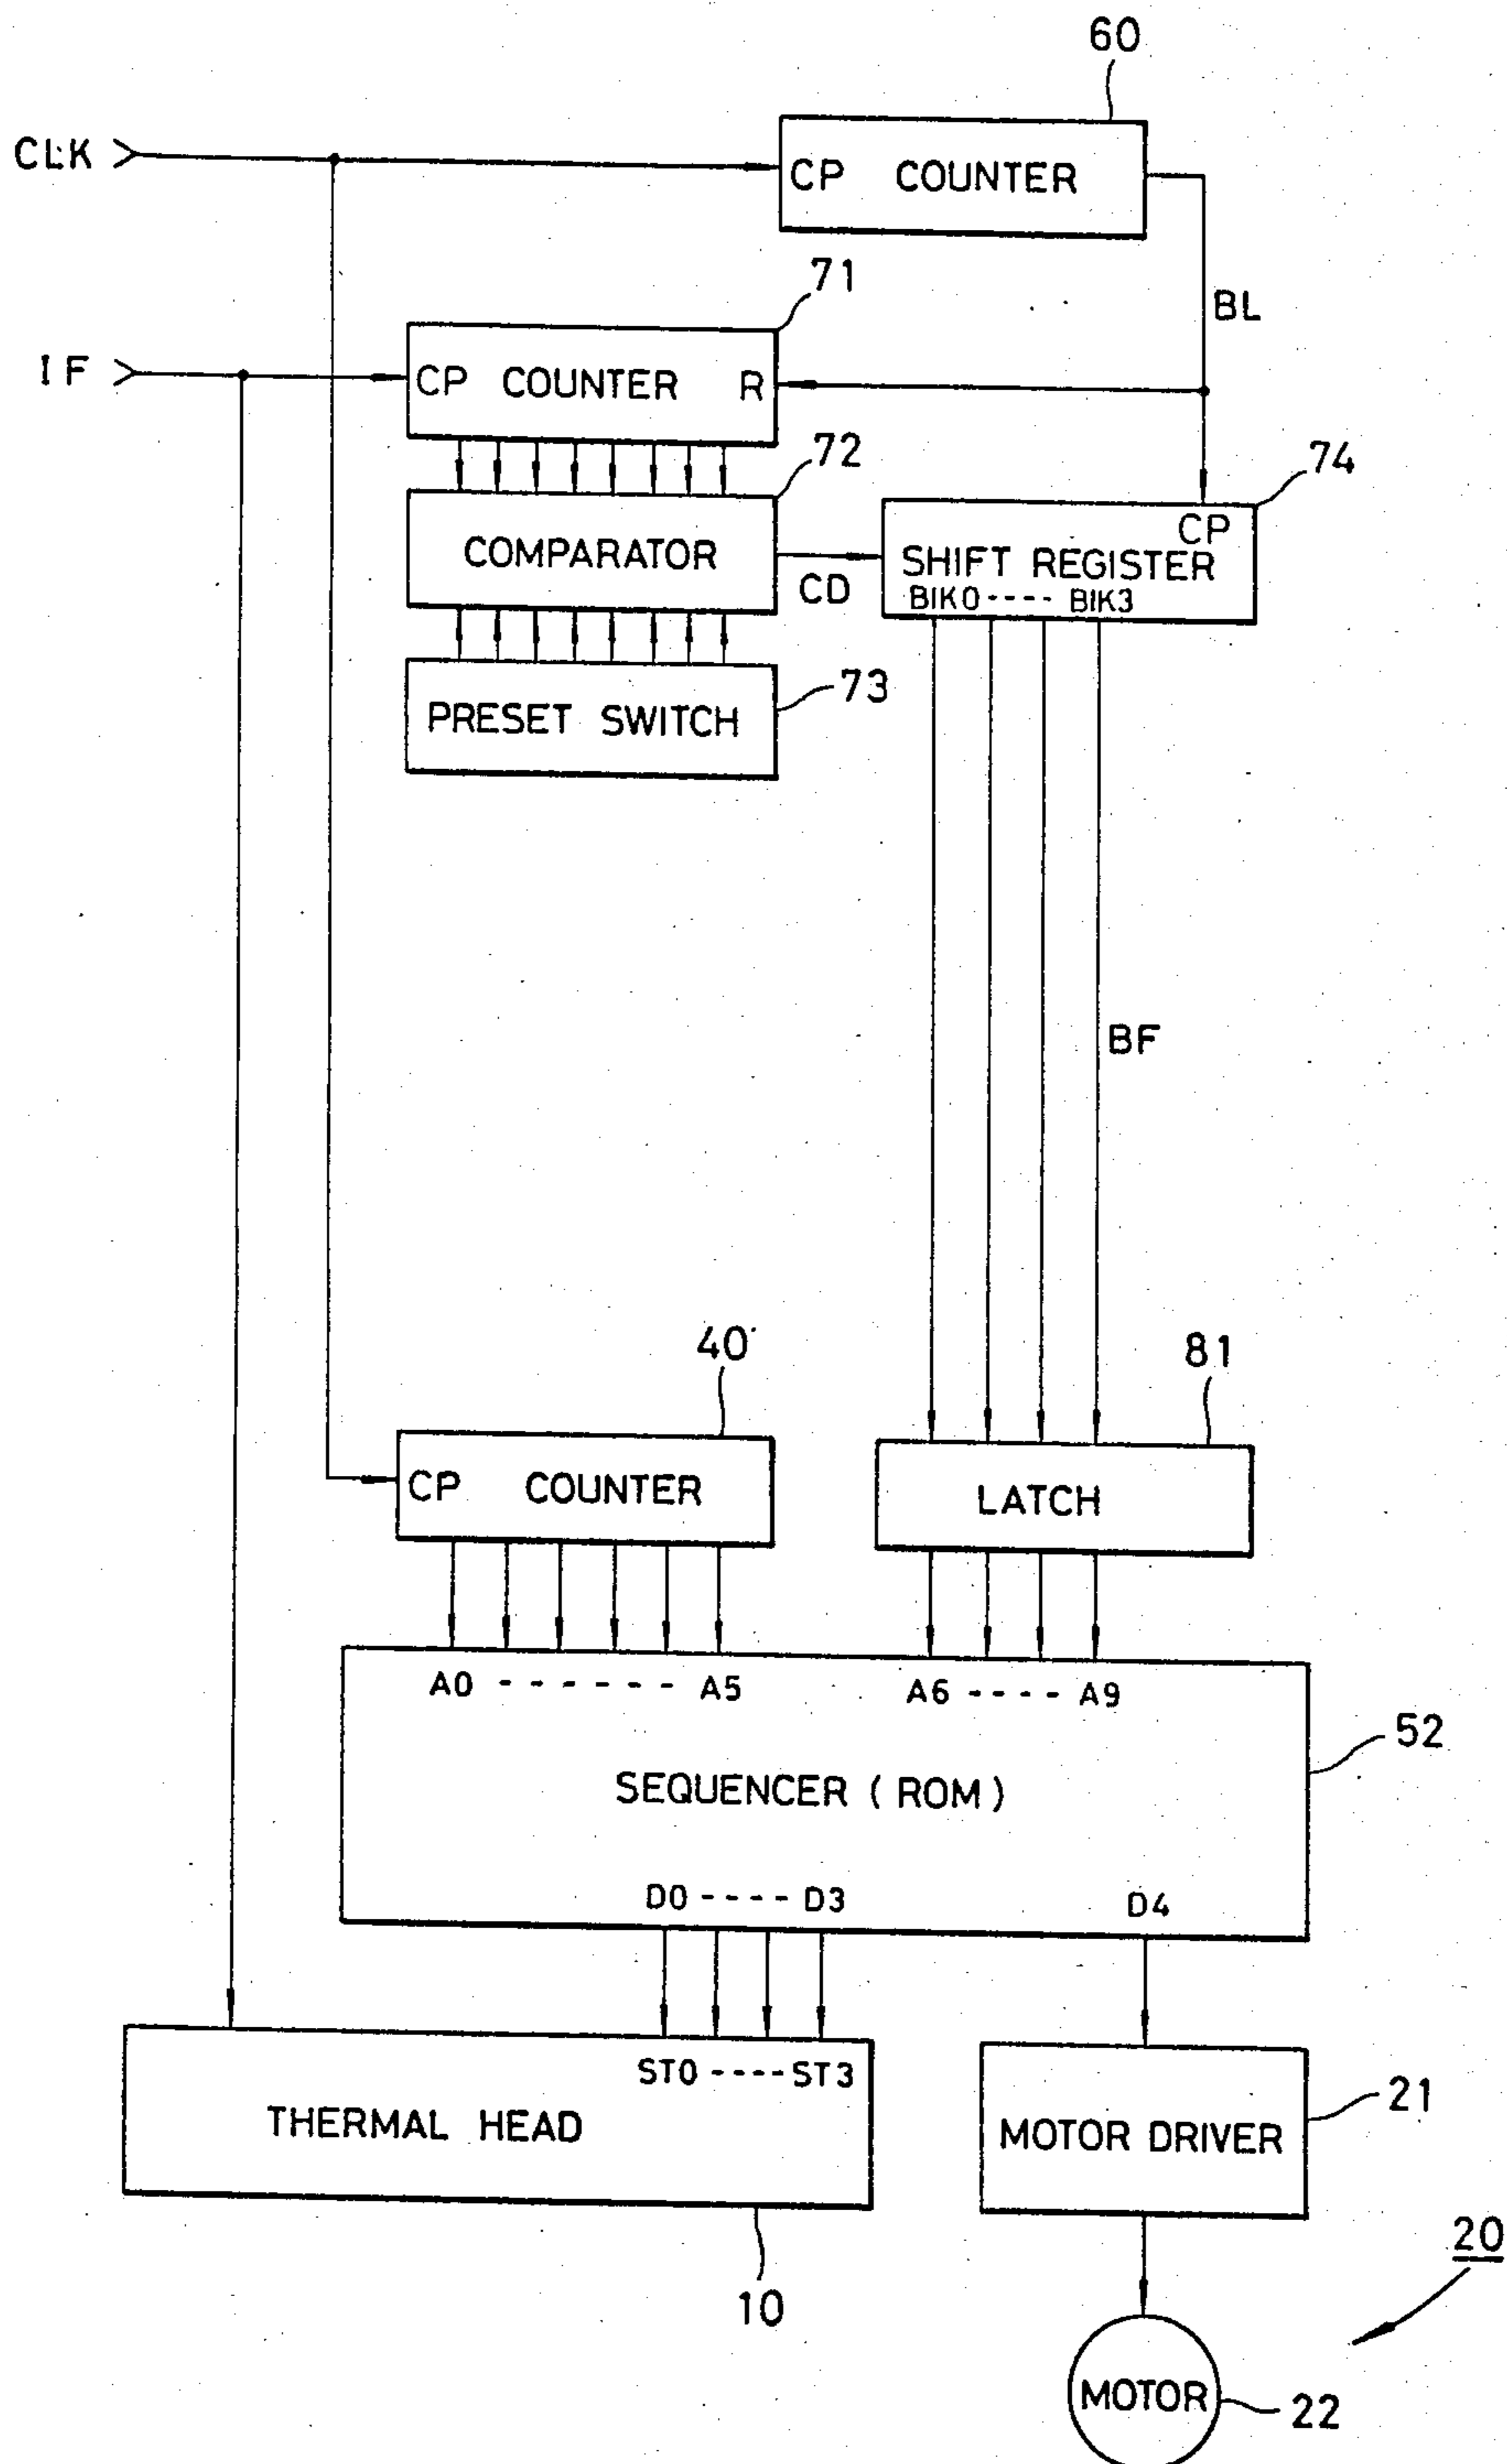 60
CLK
CP COUNTER
71
BL
IF
CP COUNTER R
72
74
COMPARATOR
CD
CP
SHIFT REGISTER
BIK0 ---- BIK3
73
PRESET SWITCH
BF
40
81
CP COUNTER
LATCH
A0 ------- A5
A6 ---- A9
52
SEQUENCER (ROM)
D0 ---- D3
D4
ST0 ---- ST3
21
THERMAL HEAD
MOTOR DRIVER
20
10
MOTOR
22